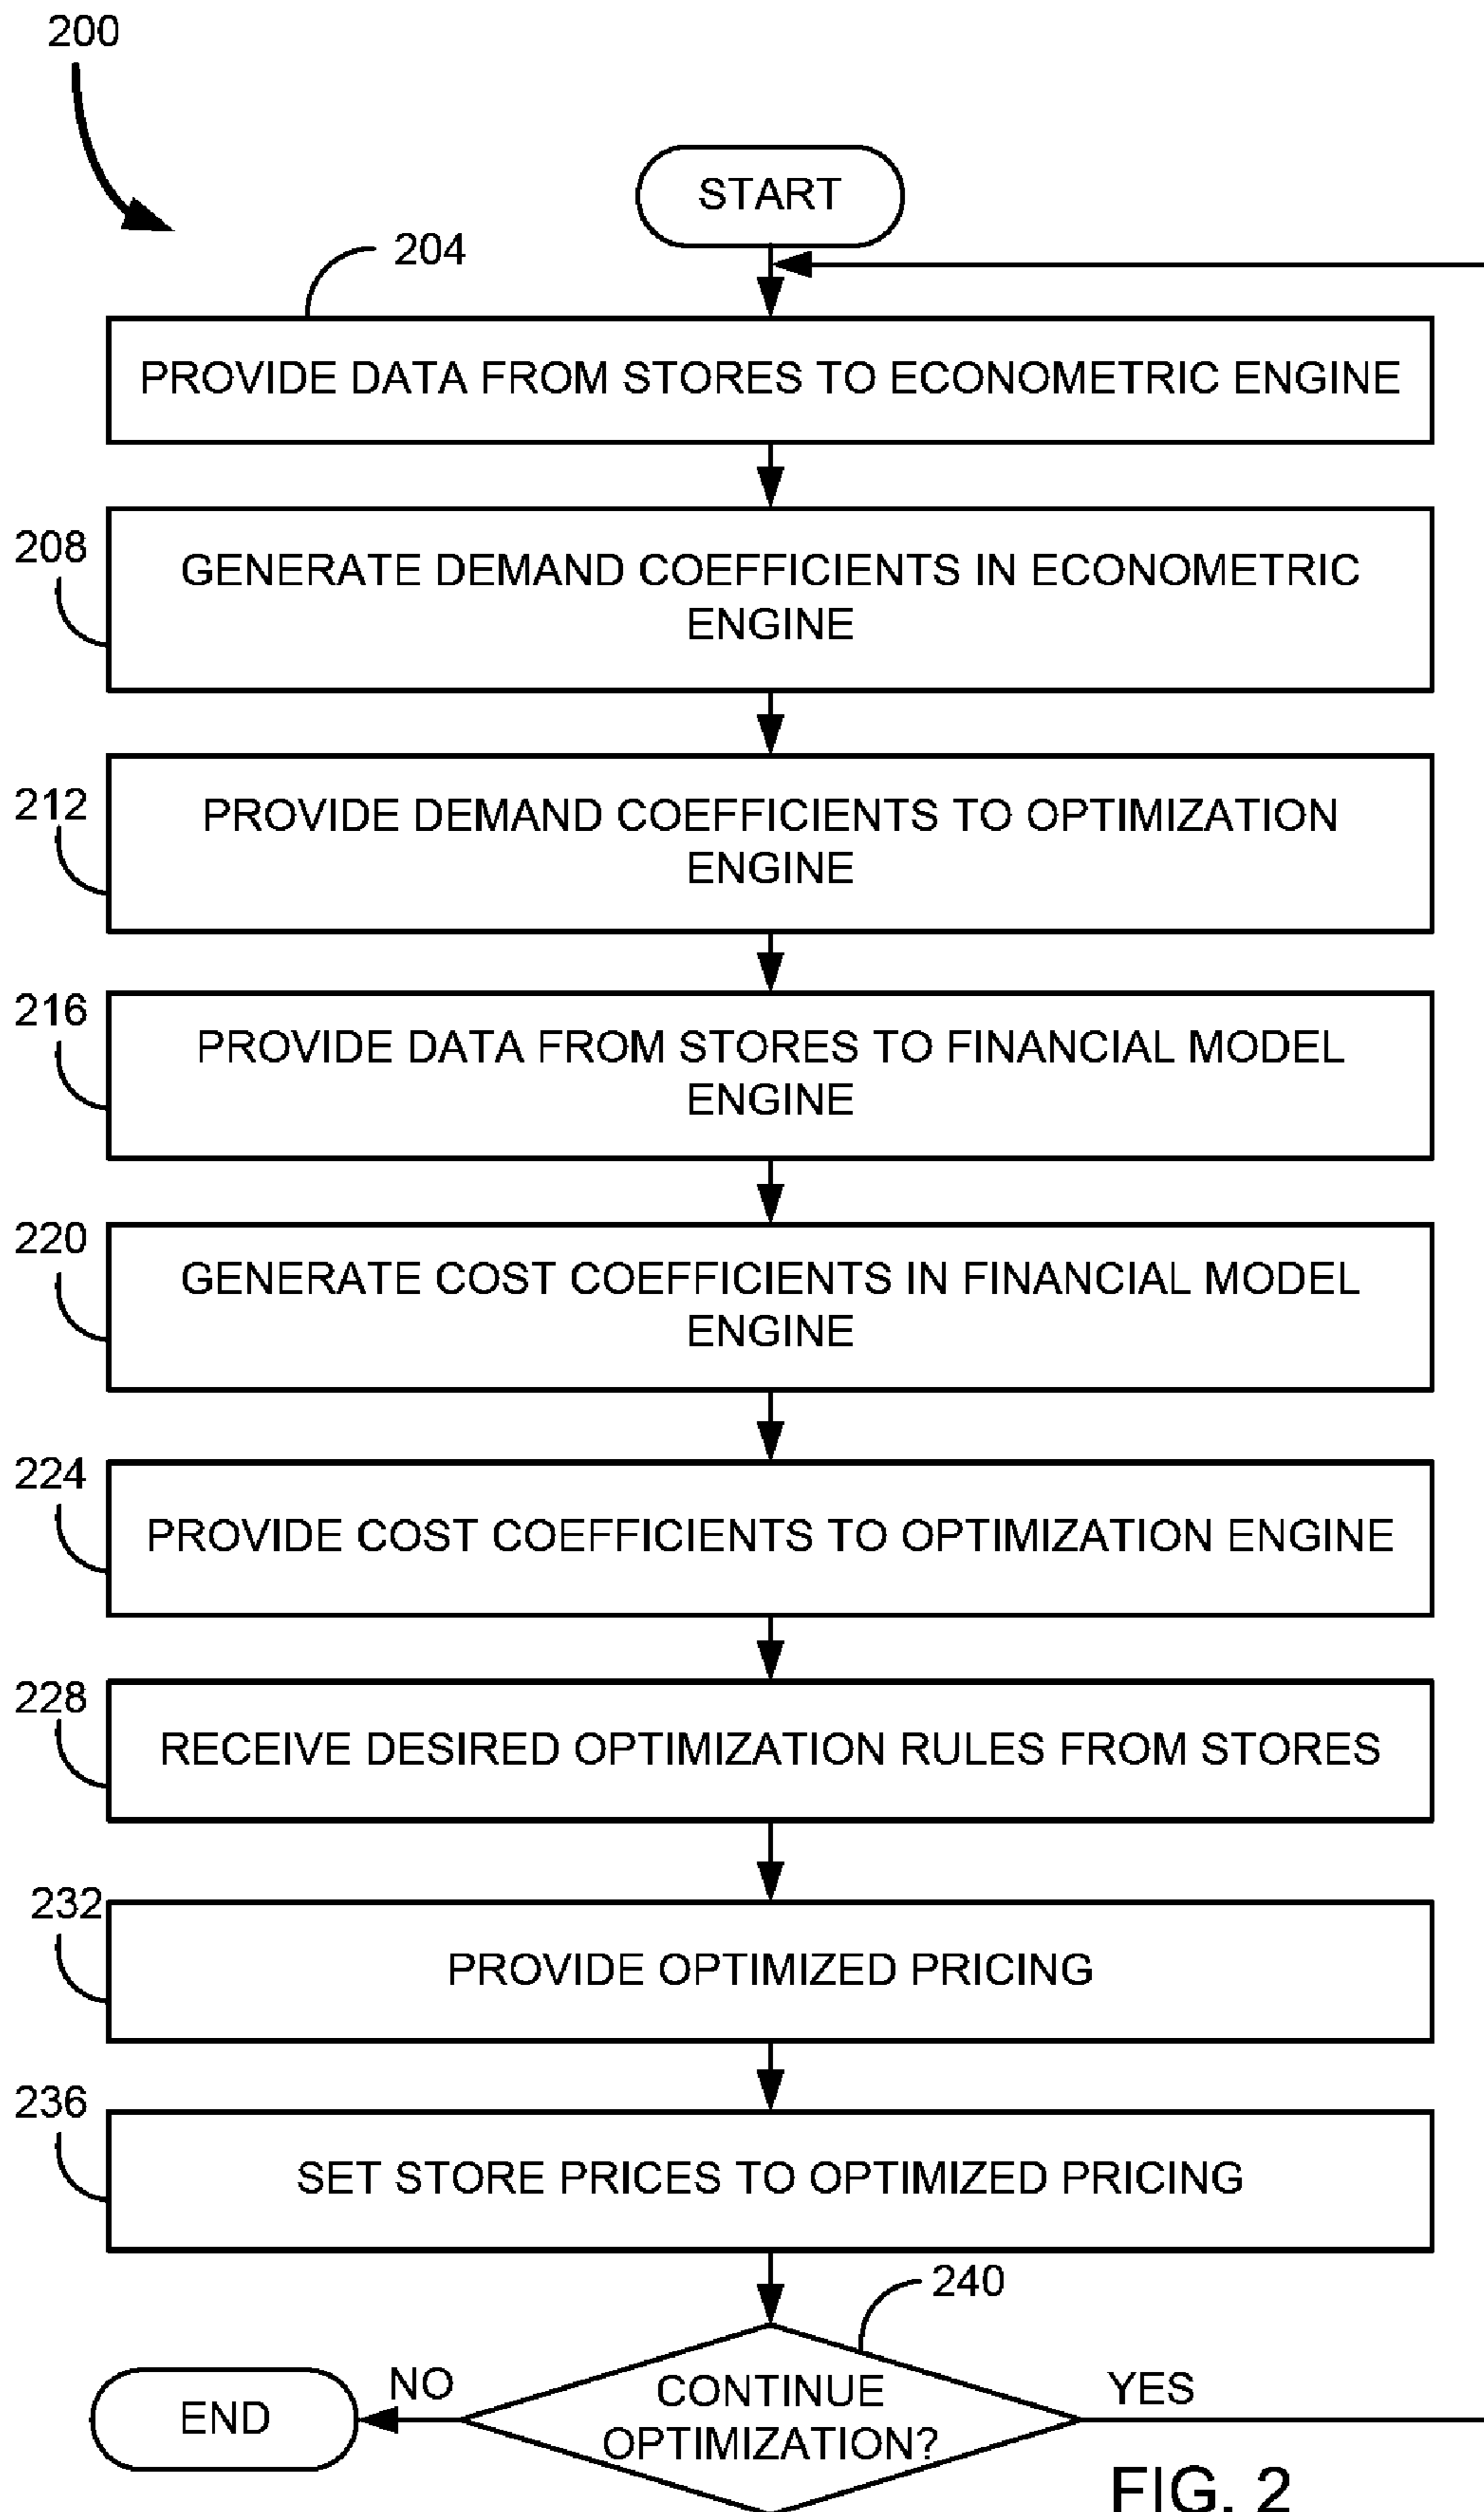 200
START
204
PROVIDE DATA FROM STORES TO ECONOMETRIC ENGINE
208
GENERATE DEMAND COEFFICIENTS IN ECONOMETRIC
ENGINE
212
PROVIDE DEMAND COEFFICIENTS TO OPTIMIZATION
ENGINE
216
PROVIDE DATA FROM STORES TO FINANCIAL MODEL
ENGINE
220
GENERATE COST COEFFICIENTS IN FINANCIAL MODEL
ENGINE
224
PROVIDE COST COEFFICIENTS TO OPTIMIZATION ENGINE
228
RECEIVE DESIRED OPTIMIZATION RULES FROM STORES
232
PROVIDE OPTIMIZED PRICING
236
SET STORE PRICES TO OPTIMIZED PRICING
240
CONTINUE
OPTIMIZATION?
NO
END
YES
FIG. 2